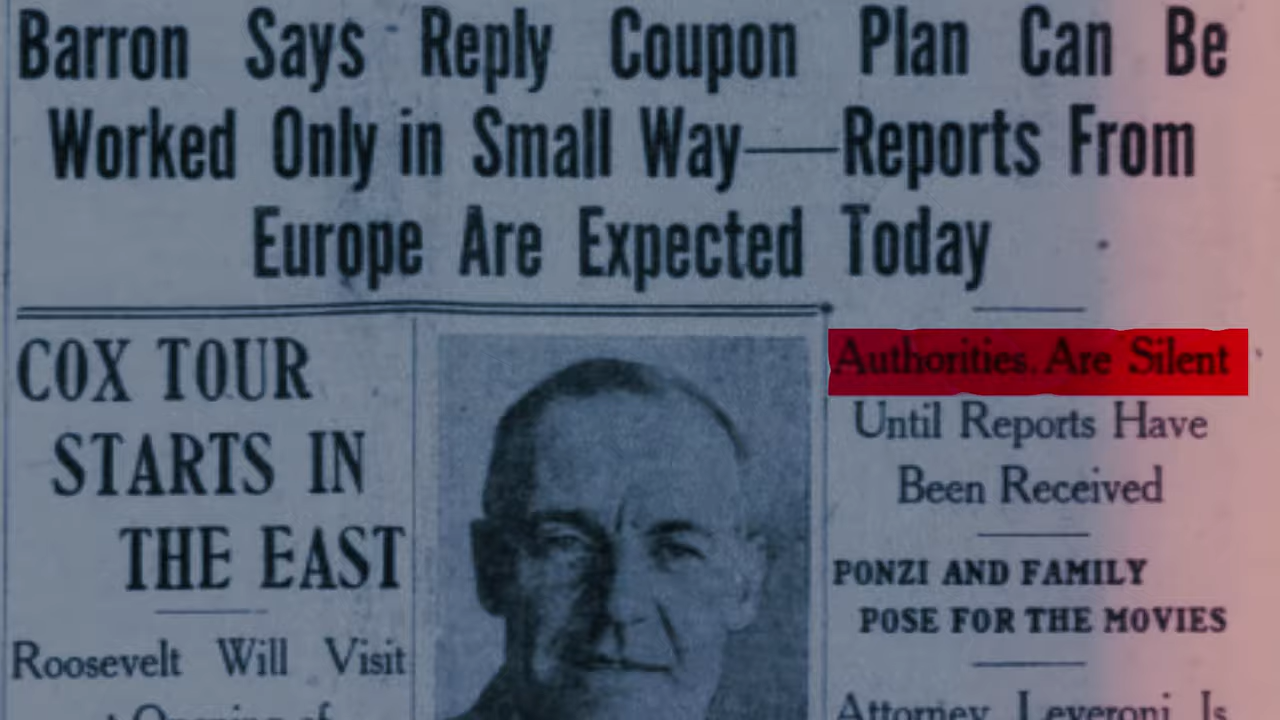 Barron Says Reply Coupon Plan Can Be
Worked Only in Small Way—Reports From
Europe Are Expected Today
COX TOUR
STARTS IN
THE EAST
Roosevelt Will Visit
Opening of
Authorities Are Silent
Until Reports Have
Been Received
PONZI AND FAMILY
POSE FOR THE MOVIES
Attorney Leveroni Is